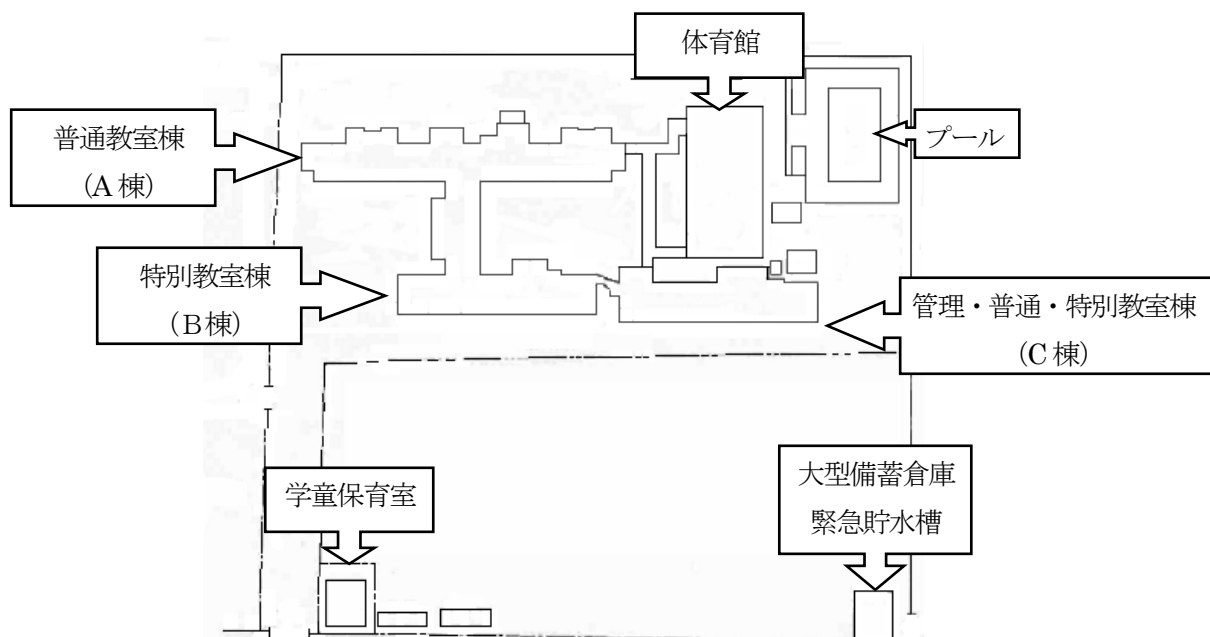 体育館
普通教室棟
(A 棟)
プール
特別教室棟
(B棟)
管理・普通・特別教室棟
(C 棟)
学童保育室
大型備蓄倉庫
緊急貯水槽